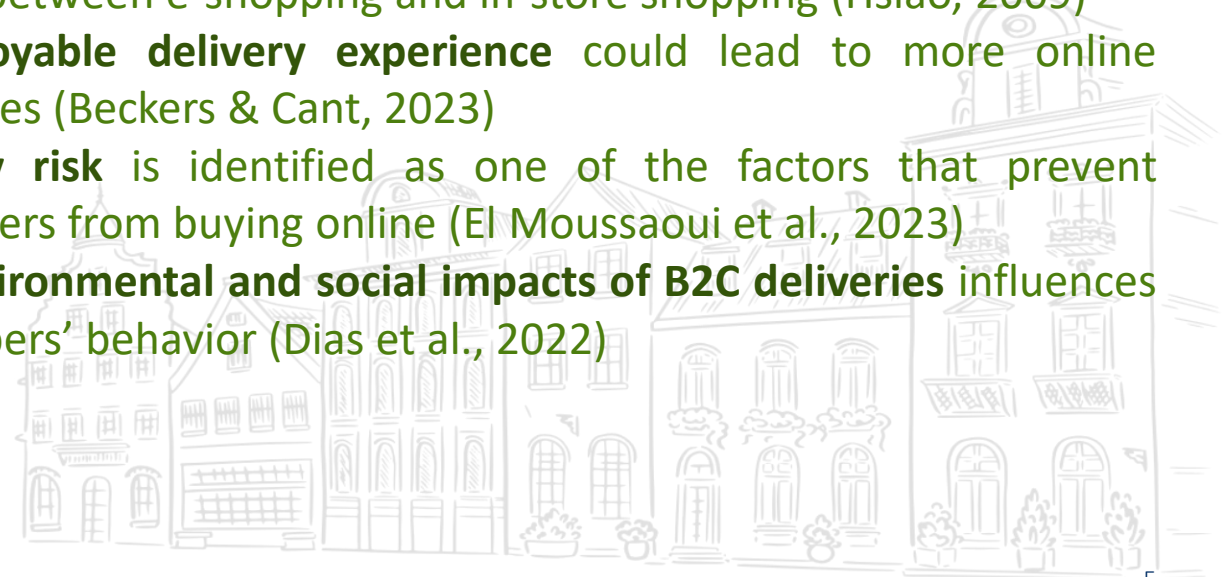 between e-shopping and in-store shopping (Hsiao, 2009)
oyable delivery experience could lead to more online
es (Beckers & Cant, 2023)
y risk is identified as one of the factors that prevent
ers from buying online (El Moussaoui et al., 2023)
vironmental and social impacts of B2C deliveries influences
pers’ behavior (Dias et al., 2022)